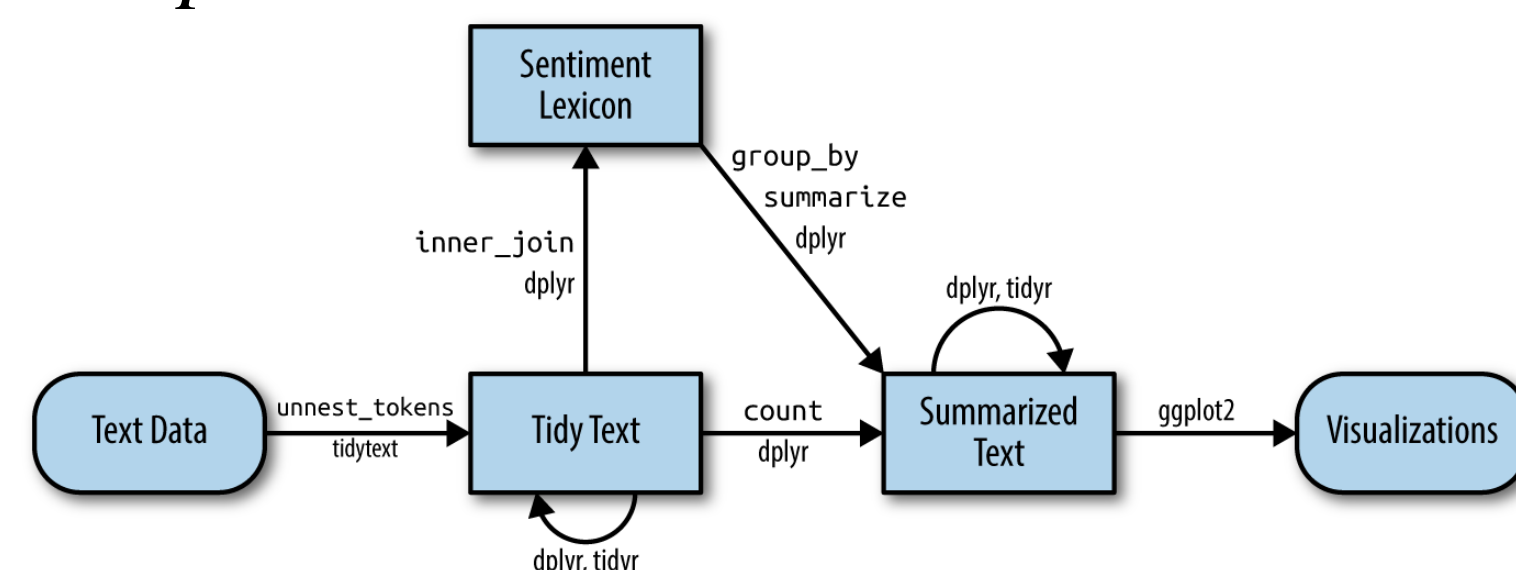 Sentiment
Lexicon
group_by
summarize
dplyr
inner_join
dplyr
dplyr, tidyr
Text Data
unnest_tokens
tidytext
Tidy Text
count
dplyr
Summarized
Text
ggplot2
Visualizations
dplyr, tidyr